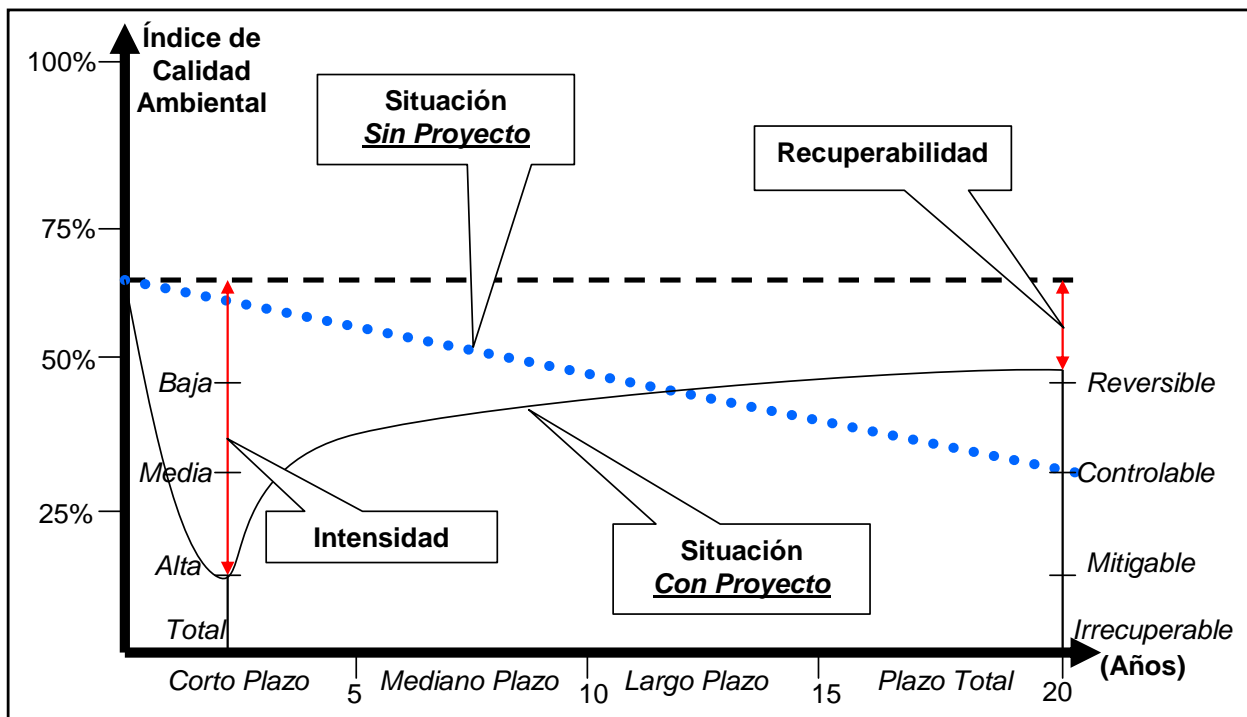 Índice de
Calidad
Ambiental
100%
75%
50%
25%
Situación
Sin Proyecto
Recuperabilidad
Baja
Media
Alta
Total
Intensidad
Situación
Con Proyecto
Reversible
Controlable
Mitigable
Irrecuperable
(Años)
Corto Plazo
5
Mediano Plazo
10
Largo Plazo
15
Plazo Total
20